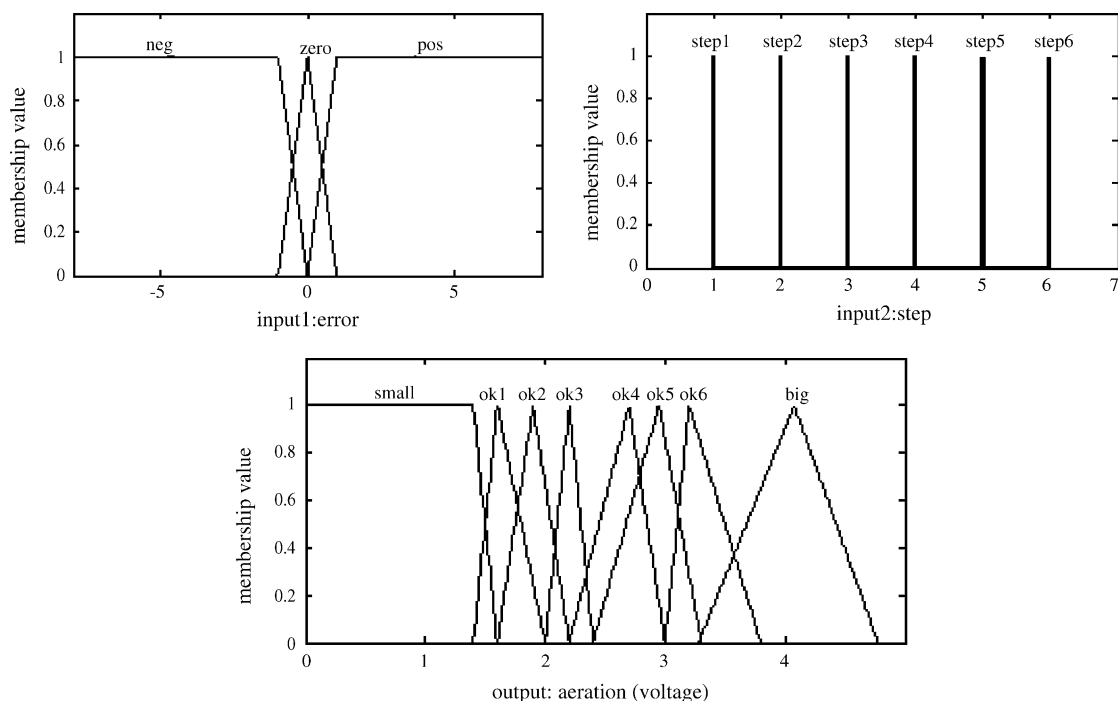 neg zero pos
1
0.8
0.6
0.4
0.2
0
membership value
-5 0 5
input1:error
step1 step2 step3 step4 step5 step6
1
0.8
0.6
0.4
0.2
0
membership value
0 1 2 3 4 5 6 7
input2:step
small ok1 ok2 ok3 ok4 ok5 ok6 big
1
0.8
0.6
0.4
0.2
0
membership value
0 1 2 3 4
output: aeration (voltage)